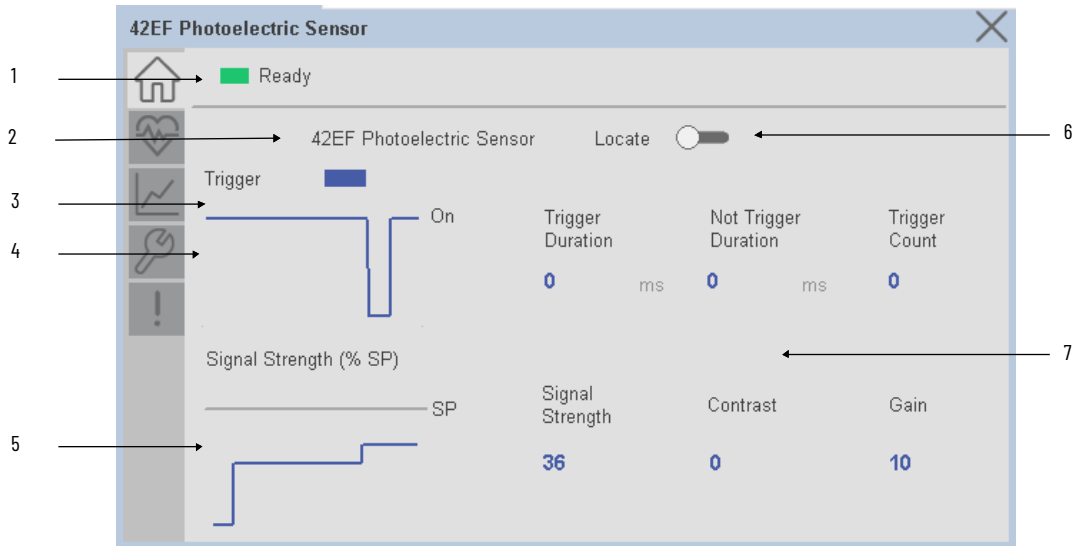 42EF Photoelectric Sensor
1
Ready
2
42EF Photoelectric Sensor
Locate
6
Trigger
3
On
Trigger
Duration
Not Trigger
Duration
Trigger
Count
4
0 ms
0 ms
0
Signal Strength (% SP)
7
SP
Signal
Strength
Contrast
Gain
5
36
0
10